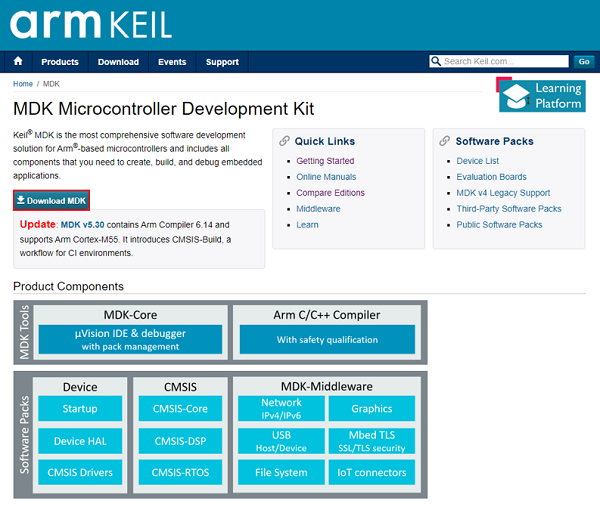 arm KEIL
Products Download Events Support
Search Keil com... Go
Home / MDK
Learning
Platform
MDK Microcontroller Development Kit
Keil® MDK is the most comprehensive software development
solution for Arm®-based microcontrollers and includes all
components that you need to create, build, and debug embedded
applications.
Download MDK
Update: MDK v5.30 contains Arm Compiler 6.14 and
supports Arm Cortex-M55. It introduces CMSIS-Build, a
workflow for CI environments.
Quick Links
Getting Started
Online Manuals
Compare Editions
Middleware
Learn
Software Packs
Device List
Evaluation Boards
MDK v4 Legacy Support
Third-Party Software Packs
Public Software Packs
Product Components
MDK Tools
MDK-Core
µVision IDE & debugger
with pack management
Arm C/C++ Compiler
With safety qualification
Software Packs
Device
Startup
Device HAL
CMSIS Drivers
CMSIS
CMSIS-Core
CMSIS-DSP
CMSIS-RTOS
MDK-Middleware
Network
IPv4/IPv6
Graphics
USB
Host/Device
Mbed TLS
SSL/TLS security
File System
IoT connectors